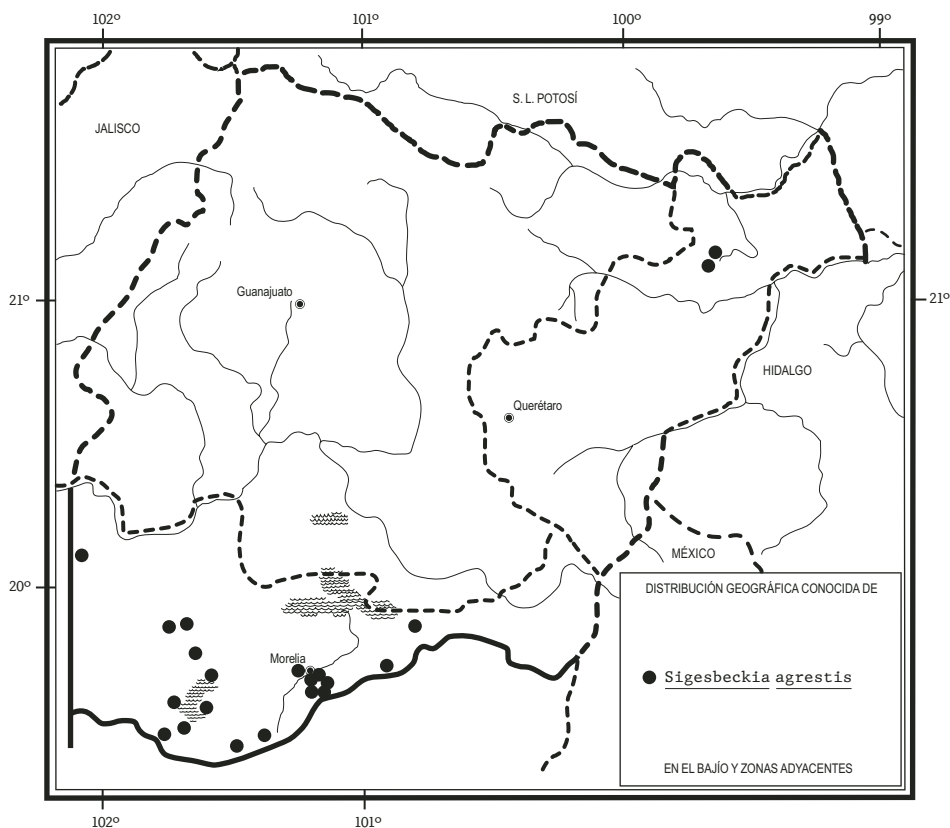 102º 101º 100º 99º
S. L. POTOSÍ
JALISCO
Guanajuato
21º 21º
HIDALGO
Querétaro
MÉXICO
20º
DISTRIBUCIÓN GEOGRÁFICA CONOCIDA DE
Morelia
Sigesbeckia agrestis
EN EL BAJÍO Y ZONAS ADYACENTES
102º 101º